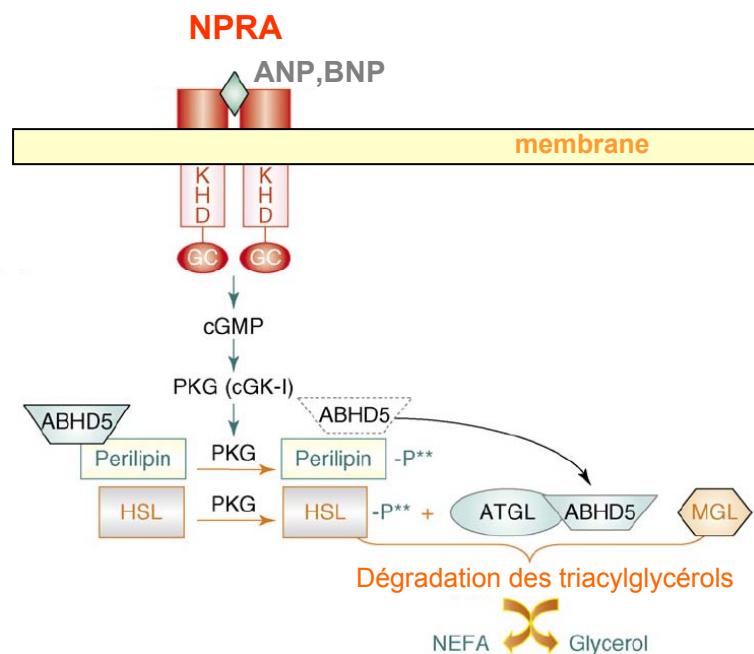 NPRA
ANP,BNP
membrane
K K
H H
D D
GC GC
cGMP
PKG (cGK-I)
ABHD5 ABHD5
Perilipin PKG Perilipin -P**
HSL PKG HSL -P** + ATGL ABHD5 MGL
Dégradation des triacylglycérols
NEFA Glycerol